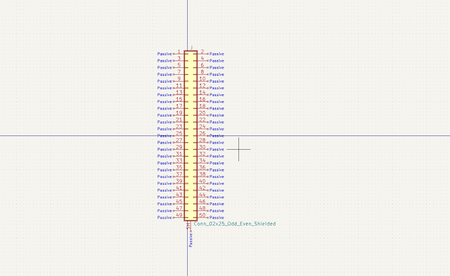 Passive 1 2 Passive
Passive 3 4 Passive
Passive 5 6 Passive
Passive 7 8 Passive
Passive 9 10 Passive
Passive 11 12 Passive
Passive 13 14 Passive
Passive 15 16 Passive
Passive 17 18 Passive
Passive 19 20 Passive
Passive 21 22 Passive
Passive 23 24 Passive
Passive 25 26 Passive
Passive 27 28 Passive
Passive 29 30 Passive
Passive 31 32 Passive
Passive 33 34 Passive
Passive 35 36 Passive
Passive 37 38 Passive
Passive 39 40 Passive
Passive 41 42 Passive
Passive 43 44 Passive
Passive 45 46 Passive
Passive 47 48 Passive
Passive 49 50 Passive
Conn_02x25_Odd_Even_Shielded
Passive